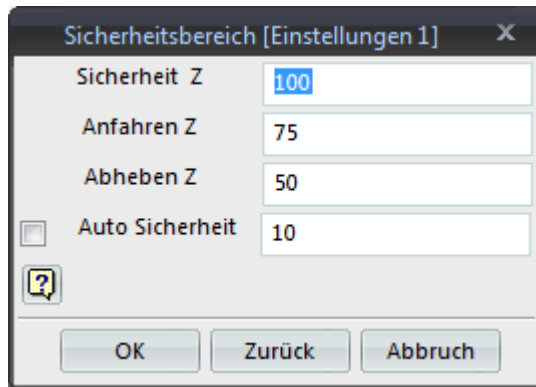 Sicherheitsbereich [Einstellungen 1] X
Sicherheit Z 100
Anfahren Z 75
Abheben Z 50
Auto Sicherheit 10
?
OK Zurück Abbruch